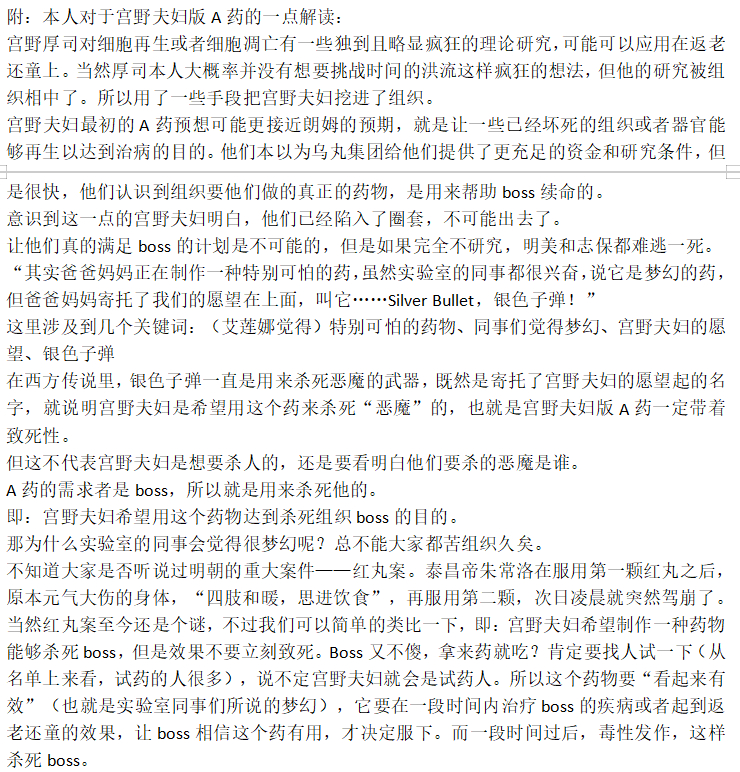 附：本人对于宫野夫妇版 A 药的一点解读：
宫野厚司对细胞再生或者细胞凋亡有一些独到且略显疯狂的理论研究，可能可以应用在返老
还童上。当然厚司本人大概率并没有想要挑战时间的洪流这样疯狂的想法，但他的研究被组
织相中了。所以用了一些手段把宫野夫妇挖进了组织。
宫野夫妇最初的 A 药预想可能更接近朗姆的预期，就是让一些已经坏死的组织或者器官能
够再生以达到治病的目的。他们本以为乌丸集团给他们提供了更充足的资金和研究条件，但
是很快，他们认识到组织要他们做的真正的药物，是用来帮助 boss 续命的。
意识到这一点的宫野夫妇明白，他们已经陷入了圈套，不可能出去了。
让他们真的满足 boss 的计划是不可能的，但是如果完全不研究，明美和志保都难逃一死。
“其实爸爸妈妈正在制作一种特别可怕的药，虽然实验室的同事都很兴奋，说它是梦幻的药，
但爸爸妈妈寄托了我们的愿望在上面，叫它……Silver Bullet，银色子弹！”
这里涉及到几个关键词：（艾莲娜觉得）特别可怕的药物、同事们觉得梦幻、宫野夫妇的愿
望、银色子弹
在西方传说里，银色子弹一直是用来杀死恶魔的武器，既然是寄托了宫野夫妇的愿望起的名
字，就说明宫野夫妇是希望用这个药来杀死“恶魔”的，也就是宫野夫妇版 A 药一定带着
致死性。
但这不代表宫野夫妇是想要杀人的，还是要看明白他们要杀的恶魔是谁。
A 药的需求者是 boss，所以就是用来杀死他的。
即：宫野夫妇希望用这个药物达到杀死组织 boss 的目的。
那为什么实验室的同事会觉得很梦幻呢？总不能大家都苦组织久矣。
不知道大家是否听说过明朝的重大案件——红丸案。泰昌帝朱常洛在服用第一颗红丸之后，
原本元气大伤的身体，“四肢和暖，思进饮食”，再服用第二颗，次日凌晨就突然驾崩了。
当然红丸案至今还是个谜，不过我们可以简单的类比一下，即：宫野夫妇希望制作一种药物
能够杀死 boss，但是效果不要立刻致死。Boss 又不傻，拿来药就吃？肯定要找人试一下（从
名单上来看，试药的人很多），说不定宫野夫妇就会是试药人。所以这个药物要“看起来有
效”（也就是实验室同事们所说的梦幻），它要在一段时间内治疗 boss 的疾病或者起到返
老还童的效果，让 boss 相信这个药有用，才决定服下。而一段时间过后，毒性发作，这样
杀死 boss。